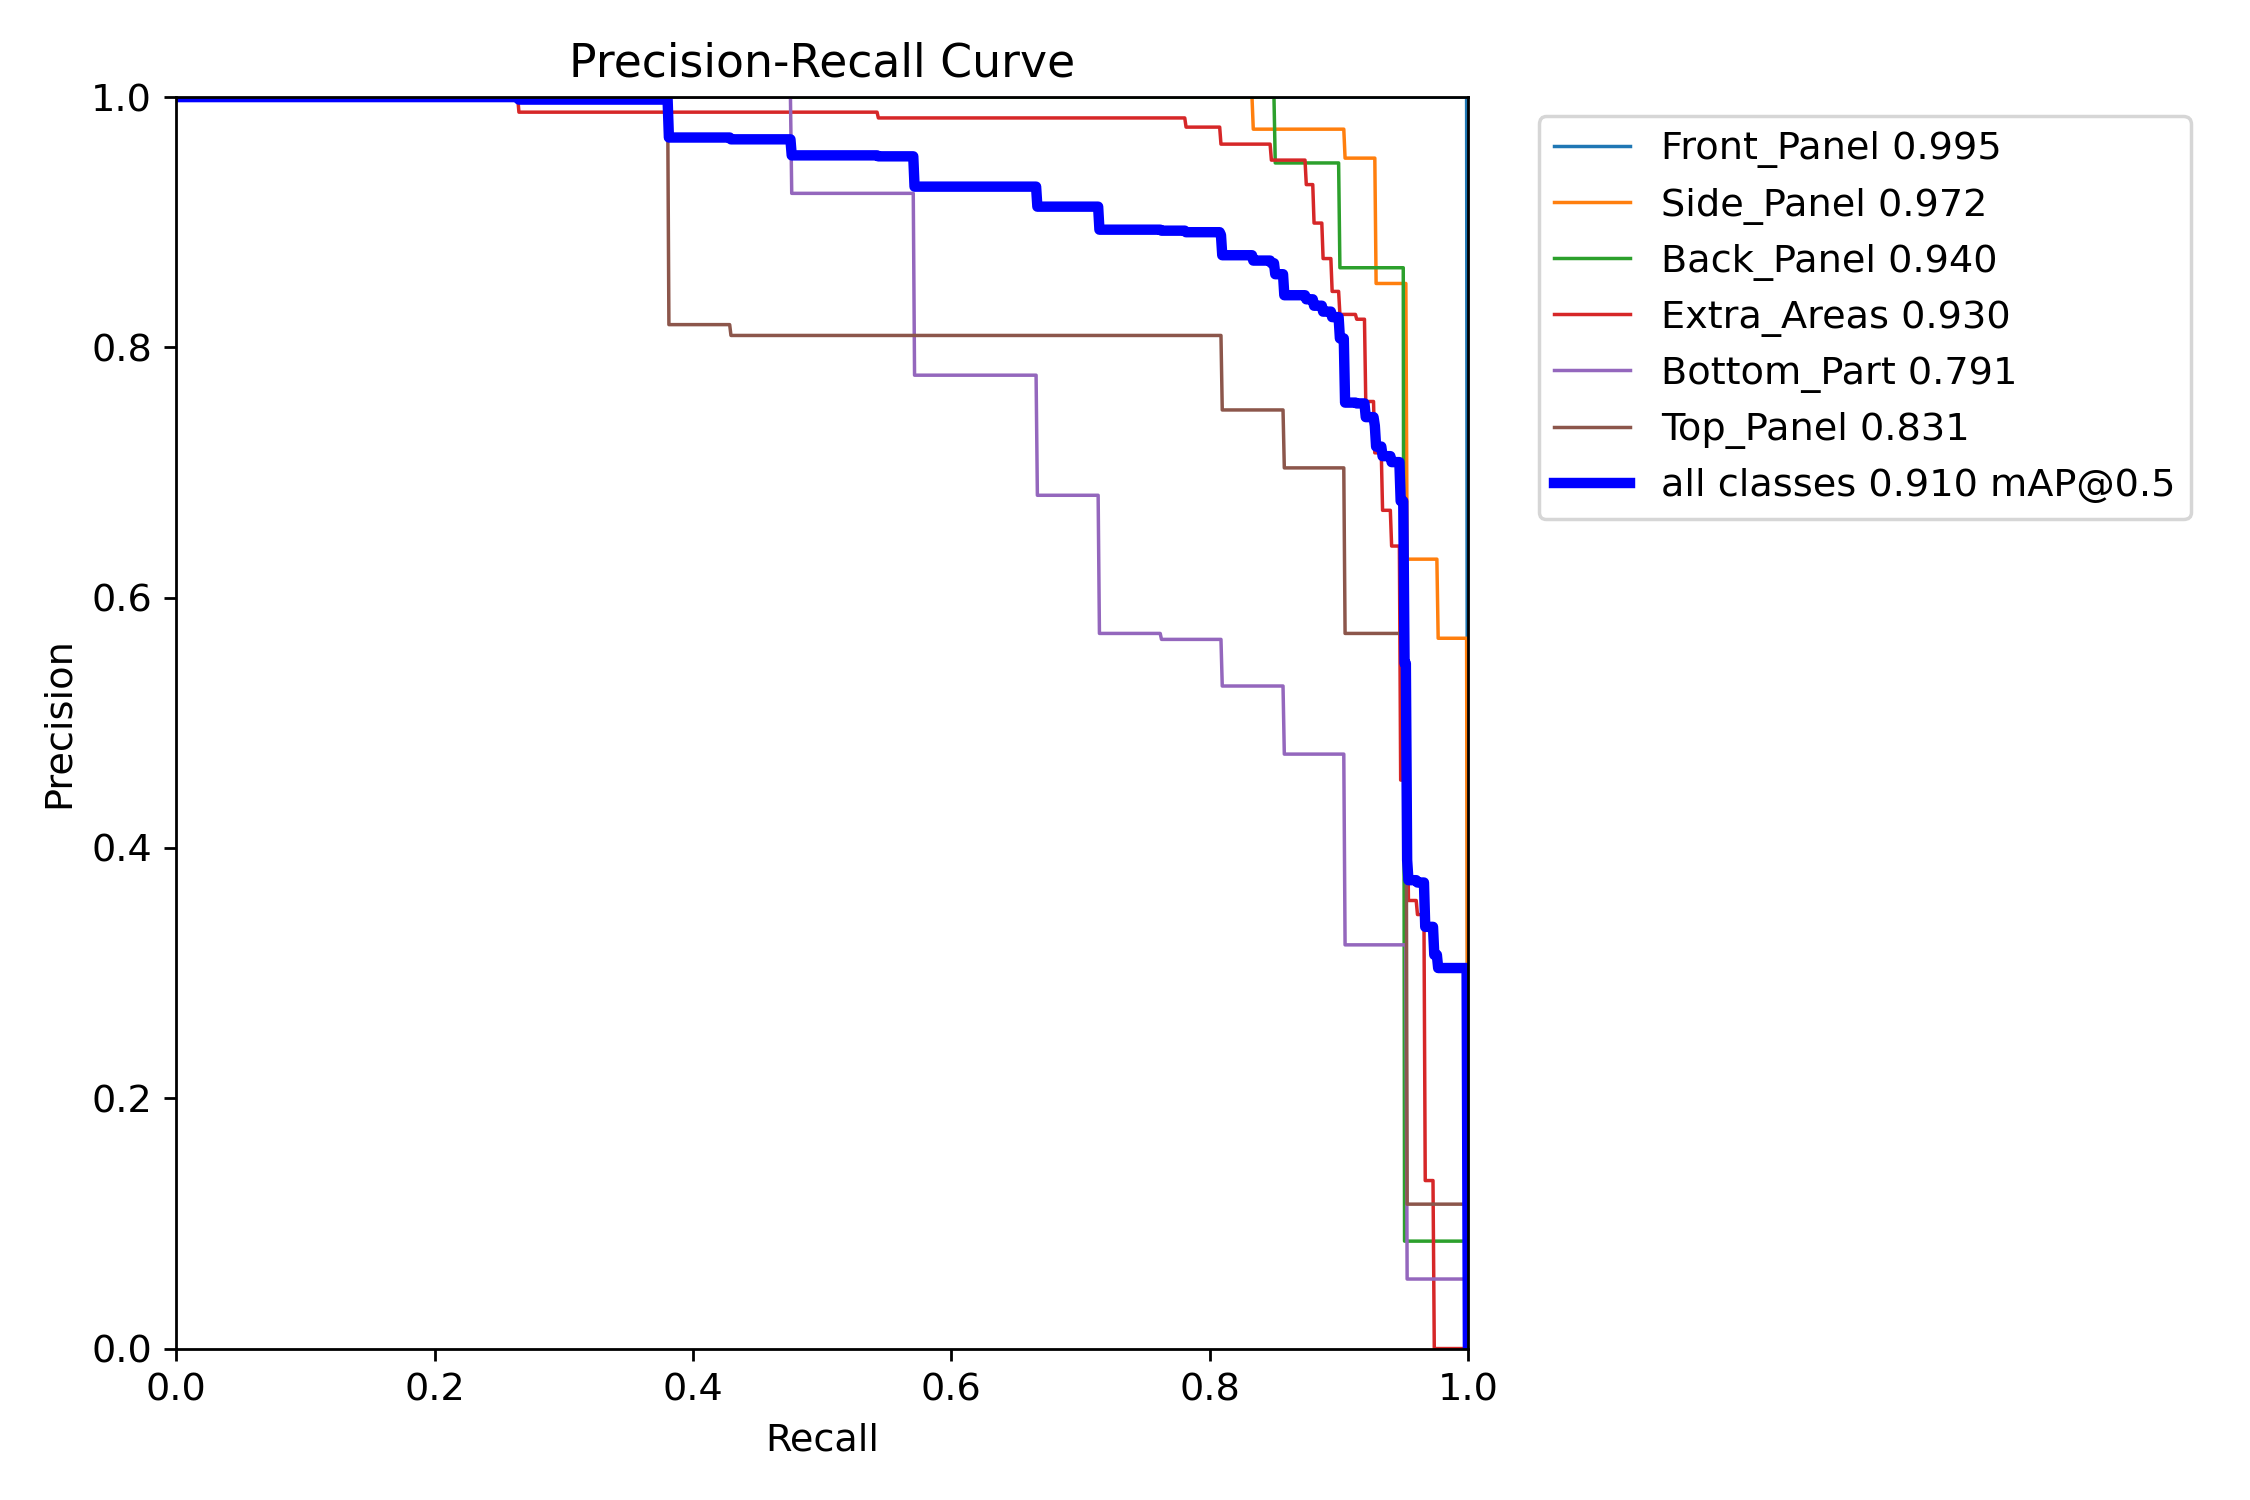 Precision-Recall Curve
1.0
0.8
0.6
0.4
0.2
0.0
Precision
0.0 0.2 0.4 0.6 0.8 1.0
Recall
Front_Panel 0.995
Side_Panel 0.972
Back_Panel 0.940
Extra_Areas 0.930
Bottom_Part 0.791
Top_Panel 0.831
all classes 0.910 mAP@0.5